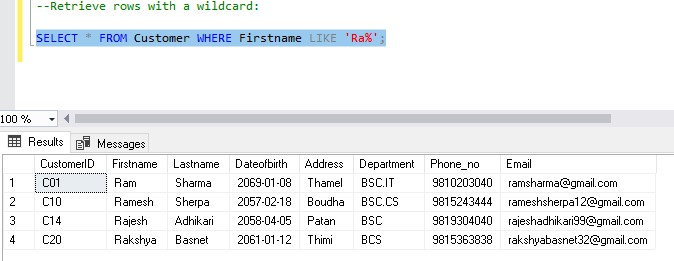 --Retrieve rows with a wildcard:
SELECT * FROM Customer WHERE Firstname LIKE 'Ra%';
100 %
Results Messages
CustomerID Firstname Lastname Dateofbirth Address Department Phone_no Email
1 C01 Ram Sharma 2069-01-08 Thamel BSC.IT 9810203040 ramsharma@gmail.com
2 C10 Ramesh Sherpa 2057-02-18 Boudha BSC.CS 9815243444 rameshsherpa12@gmail.com
3 C14 Rajesh Adhikari 2058-04-05 Patan BSC 9819304040 rajeshadhikari99@gmail.com
4 C20 Rakshya Basnet 2061-01-12 Thimi BCS 9815363838 rakshyabasnet32@gmail.com